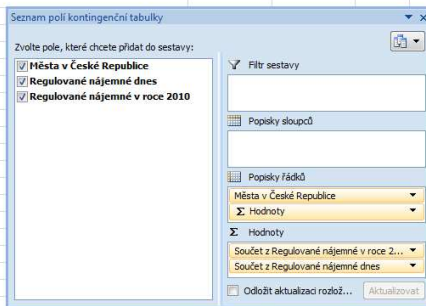 Seznam polí kontingenční tabulky
Zvolte pole, které chcete přidat do sestavy:
Města v České Republice
Regulované nájemné dnes
Regulované nájemné v roce 2010
Filtr sestavy
Popisky sloupců
Popisky řádků
Města v České Republice
Σ Hodnoty
Σ Hodnoty
Součet z Regulované nájemné v roce 2...
Součet z Regulované nájemné dnes
Odložit aktualizaci rozlož...
Aktualizovat